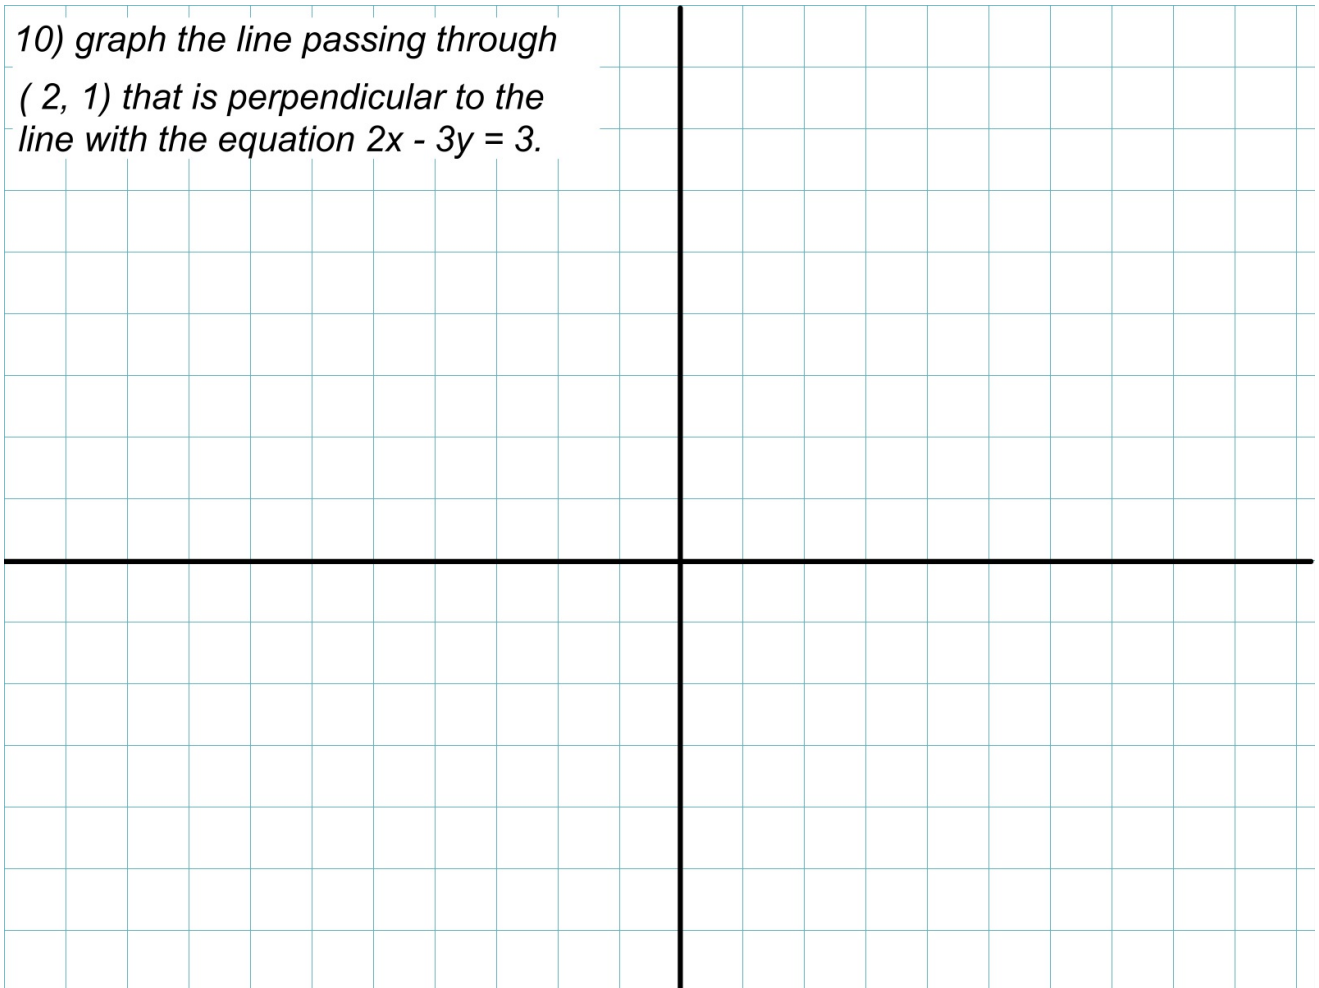 10) graph the line passing through
( 2, 1) that is perpendicular to the
line with the equation 2x - 3y = 3.